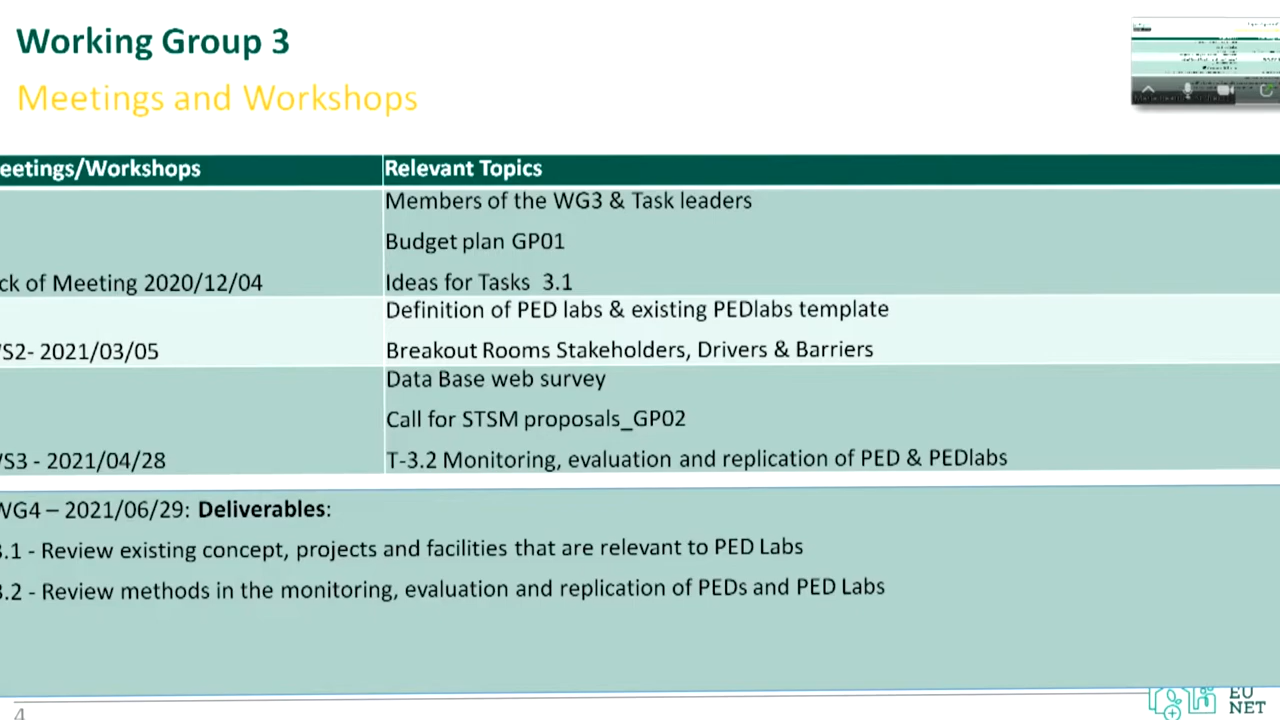 Working Group 3
Meetings and Workshops
eetings/Workshops Relevant Topics
Members of the WG3 & Task leaders
Budget plan GP01
ck of Meeting 2020/12/04 Ideas for Tasks 3.1
Definition of PED labs & existing PEDlabs template
S2- 2021/03/05 Breakout Rooms Stakeholders, Drivers & Barriers
Data Base web survey
Call for STSM proposals_GP02
S3 - 2021/04/28 T-3.2 Monitoring, evaluation and replication of PED & PEDlabs
WG4 – 2021/06/29: Deliverables:
3.1 - Review existing concept, projects and facilities that are relevant to PED Labs
3.2 - Review methods in the monitoring, evaluation and replication of PEDs and PED Labs
4
EU
NET